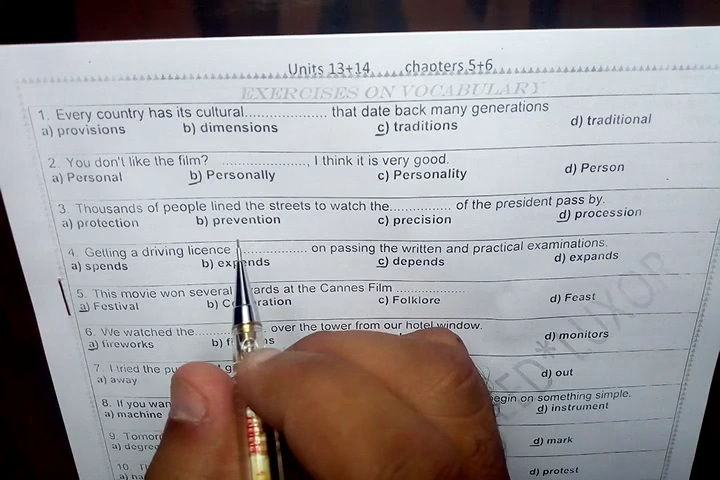 Units 13+14 chapters 5+6
EXERCISES ON VOCABULARY
1. Every country has its cultural.................... that date back many generations
a) provisions b) dimensions c) traditions d) traditional
2. You don't like the film? ...................., I think it is very good.
a) Personal b) Personally c) Personality d) Person
3. Thousands of people lined the streets to watch the............... of the president pass by.
a) protection b) prevention c) precision d) procession
4. Getting a driving licence .................. on passing the written and practical examinations.
a) spends b) expends c) depends d) expands
5. This movie won several awards at the Cannes Film .................
a) Festival b) ration c) Folklore d) Feast
6. We watched the.................. over the tower from our hotel window.
a) fireworks b) d) monitors
7. I tried the
a) away d) out
8. If you wan egin on something simple.
a) machine d) instrument
9. Tomor
a) degre d) mark
10.
a) d) protest
LUXOR